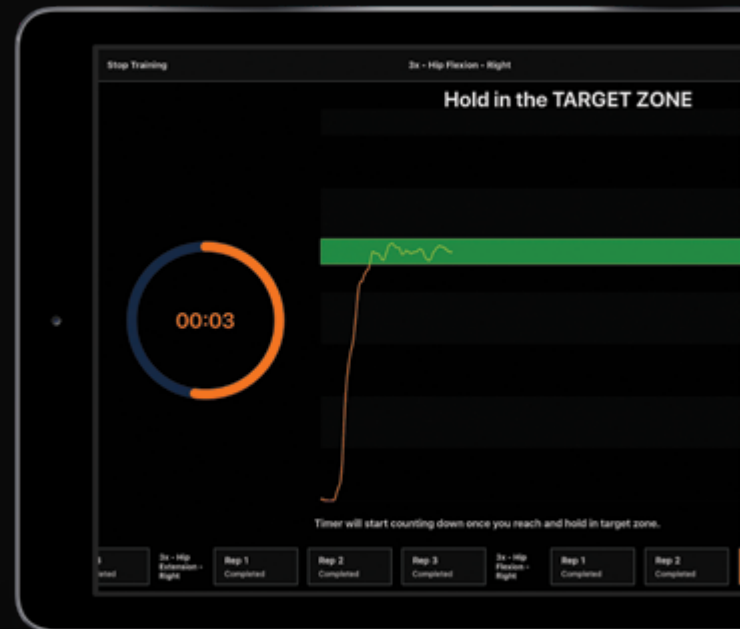 Stop Training
3x - Hip Flexion - Right
Hold in the TARGET ZONE
00:03
Timer will start counting down once you reach and hold in target zone.
3x - Hip
Extension -
Right
Rep 1
Completed
Rep 2
Completed
Rep 3
Completed
3x - Hip
Flexion -
Right
Rep 1
Completed
Rep 2
Completed